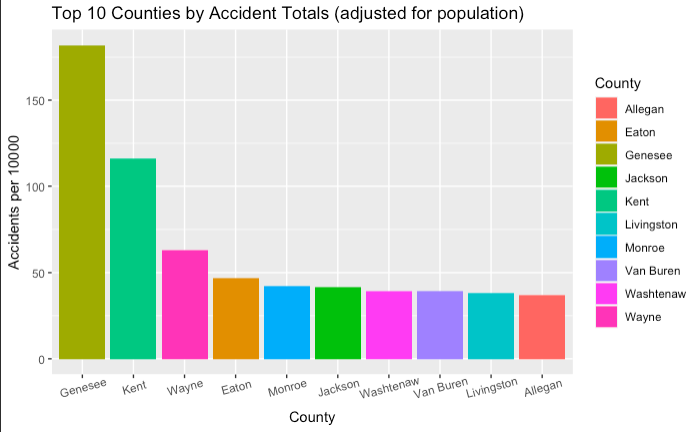 Top 10 Counties by Accident Totals (adjusted for population)
Accidents per 10000
150
100
50
0
Genesee
Kent
Wayne
Eaton
Monroe
Jackson
Washtenaw
Van Buren
Livingston
Allegan
County
County
Allegan
Eaton
Genesee
Jackson
Kent
Livingston
Monroe
Van Buren
Washtenaw
Wayne